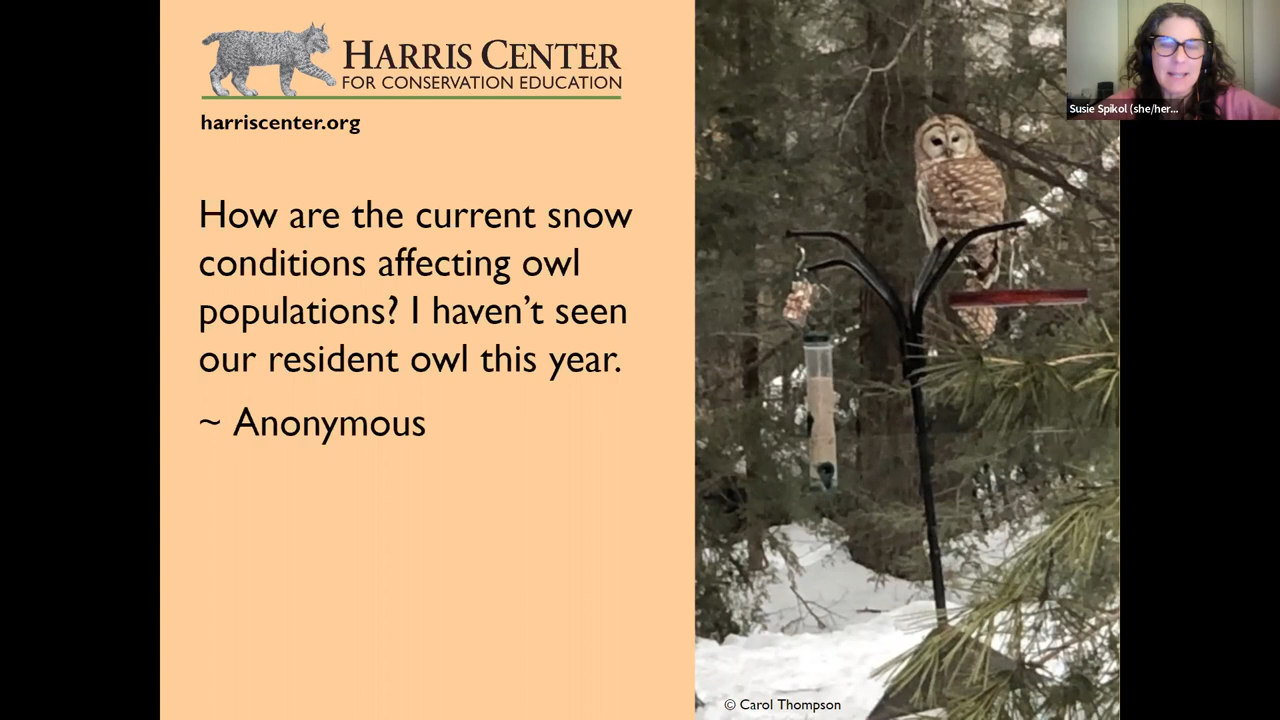 HARRIS CENTER
FOR CONSERVATION EDUCATION
harriscenter.org
How are the current snow
conditions affecting owl
populations? I haven't seen
our resident owl this year.
~ Anonymous
© Carol Thompson
Susie Spikol (she/her...